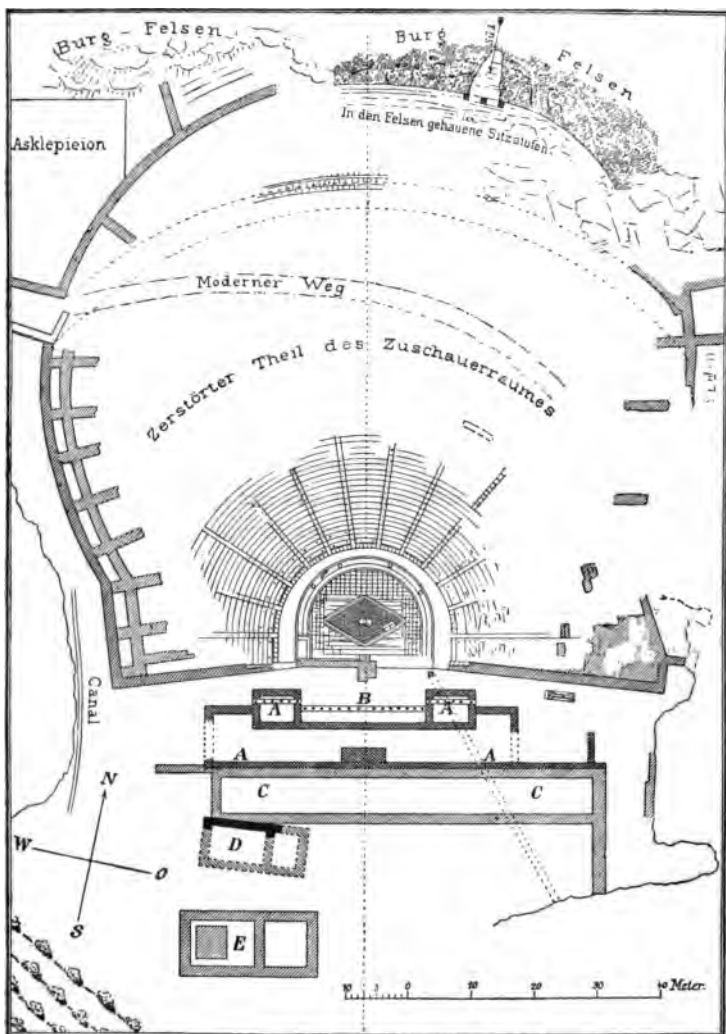 Burg-Felsen
Burg Felsen
In den Felsen gehauene Sitzstufen.
Asklepieion
Moderner Weg
Zerstörter Theil des Zuschauerraumes
Canal
A B A
A A
C C
D
E
N
W O
S
10 5 0 10 20 30 40 Meter.